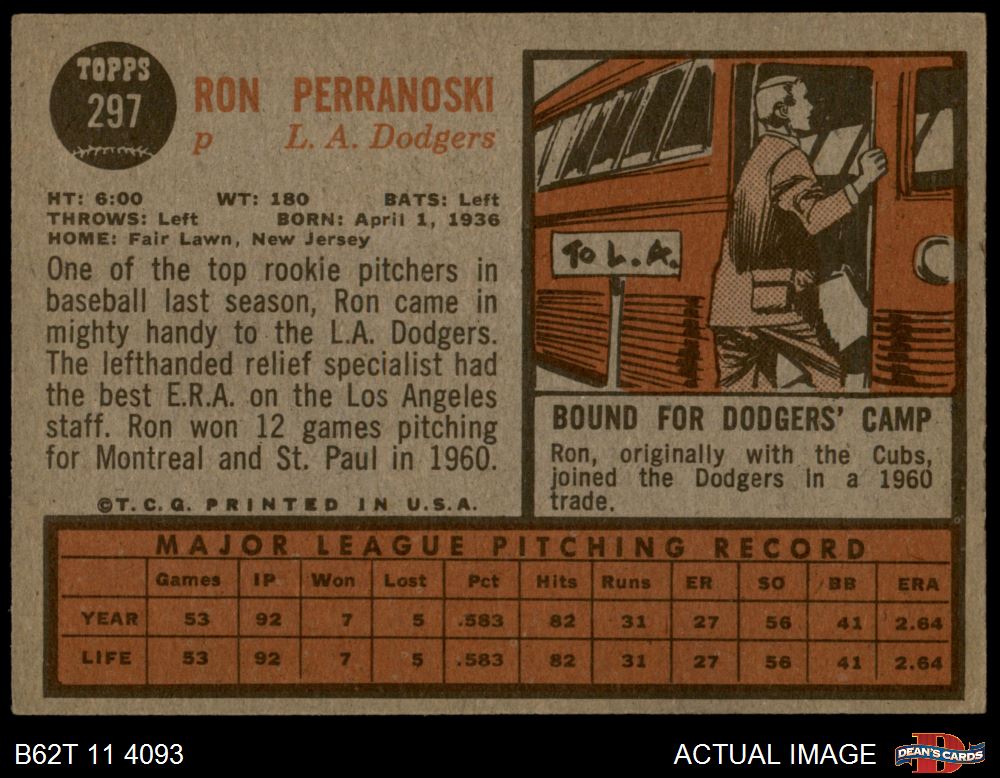 TOPPS
297
RON PERRANOSKI
p L. A. Dodgers
HT: 6:00 WT: 180 BATS: Left
THROWS: Left BORN: April 1, 1936
HOME: Fair Lawn, New Jersey
One of the top rookie pitchers in
baseball last season, Ron came in
mighty handy to the L.A. Dodgers.
The lefthanded relief specialist had
the best E.R.A. on the Los Angeles
staff. Ron won 12 games pitching
for Montreal and St. Paul in 1960.
©T. C. G. PRINTED IN U.S.A.
TO L.A.
BOUND FOR DODGERS' CAMP
Ron, originally with the Cubs,
joined the Dodgers in a 1960
trade.
MAJOR LEAGUE PITCHING RECORD
Games IP Won Lost Pct Hits Runs ER SO BB ERA
YEAR 53 92 7 5 .583 82 31 27 56 41 2.64
LIFE 53 92 7 5 .583 82 31 27 56 41 2.64
B62T 11 4093 ACTUAL IMAGE DEAN'S CARDS